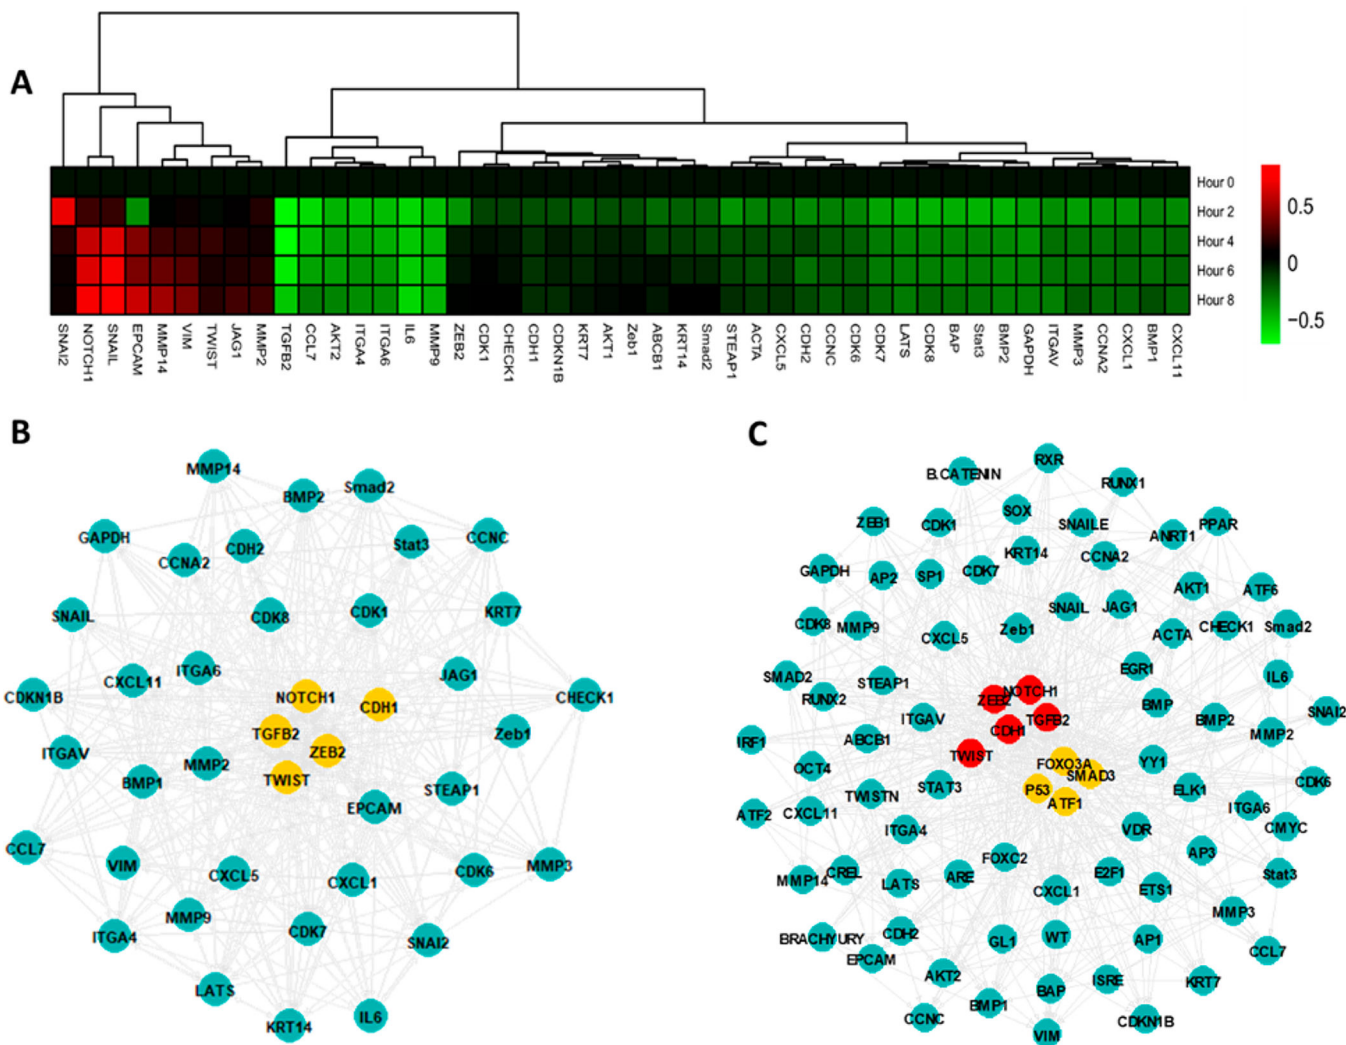 A
Hour 0
Hour 2
Hour 4
Hour 6
Hour 8
0.5
0
−0.5
SNAI2
NOTCH1
SNAIL
EPCAM
MMP14
VIM
TWIST
JAG1
MMP2
TGFB2
CCL7
AKT2
ITGA4
ITGA6
IL6
MMP9
ZEB2
CDK1
CHECK1
CDH1
CDKN1B
KRT7
AKT1
Zeb1
ABCB1
KRT14
Smad2
STEAP1
ACTA
CXCL5
CDH2
CCNC
CDK6
CDK7
LATS
CDK8
BAP
Stat3
BMP2
GAPDH
ITGAV
MMP3
CCNA2
CXCL1
BMP1
CXCL11
B
MMP14
BMP2
Smad2
GAPDH
CCNA2
CDH2
Stat3
CCNC
SNAIL
CDK8
CDK1
KRT7
CDKN1B
CXCL11
ITGA6
JAG1
CHECK1
NOTCH1
CDH1
TGFB2
ZEB2
Zeb1
ITGAV
BMP1
MMP2
TWIST
STEAP1
EPCAM
CCL7
VIM
CXCL5
CXCL1
CDK6
MMP3
MMP9
ITGA4
CDK7
SNAI2
LATS
KRT14
IL6
C
RXR
B.CATENIN
RUNX1
ZEB1
CDK1
SOX
SNAILE
ANRT1
PPAR
KRT14
CCNA2
GAPDH
AP2
SP1
CDK7
AKT1
ATF6
CDK8
MMP9
CXCL5
Zeb1
SNAIL
JAG1
ACTA
CHECK1
Smad2
SMAD2
RUNX2
STEAP1
EGR1
IL6
ZEB2
NOTCH1
BMP
SNAI2
ITGAV
CDH1
TGFB2
BMP2
MMP2
IRF1
ABCB1
TWIST
FOXO3A
SMAD3
YY1
OCT4
STAT3
P53
ATF1
ELK1
CDK6
ATF2
CXCL11
TWISTN
ITGA4
VDR
ITGA6
CMYC
MMP14
CREL
LATS
ARE
FOXC2
CXCL1
E2F1
ETS1
AP3
Stat3
MMP3
BRACHYURY
EPCAM
CDH2
GL1
WT
AP1
CCL7
AKT2
BMP1
BAP
ISRE
KRT7
CCNC
VIM
CDKN1B